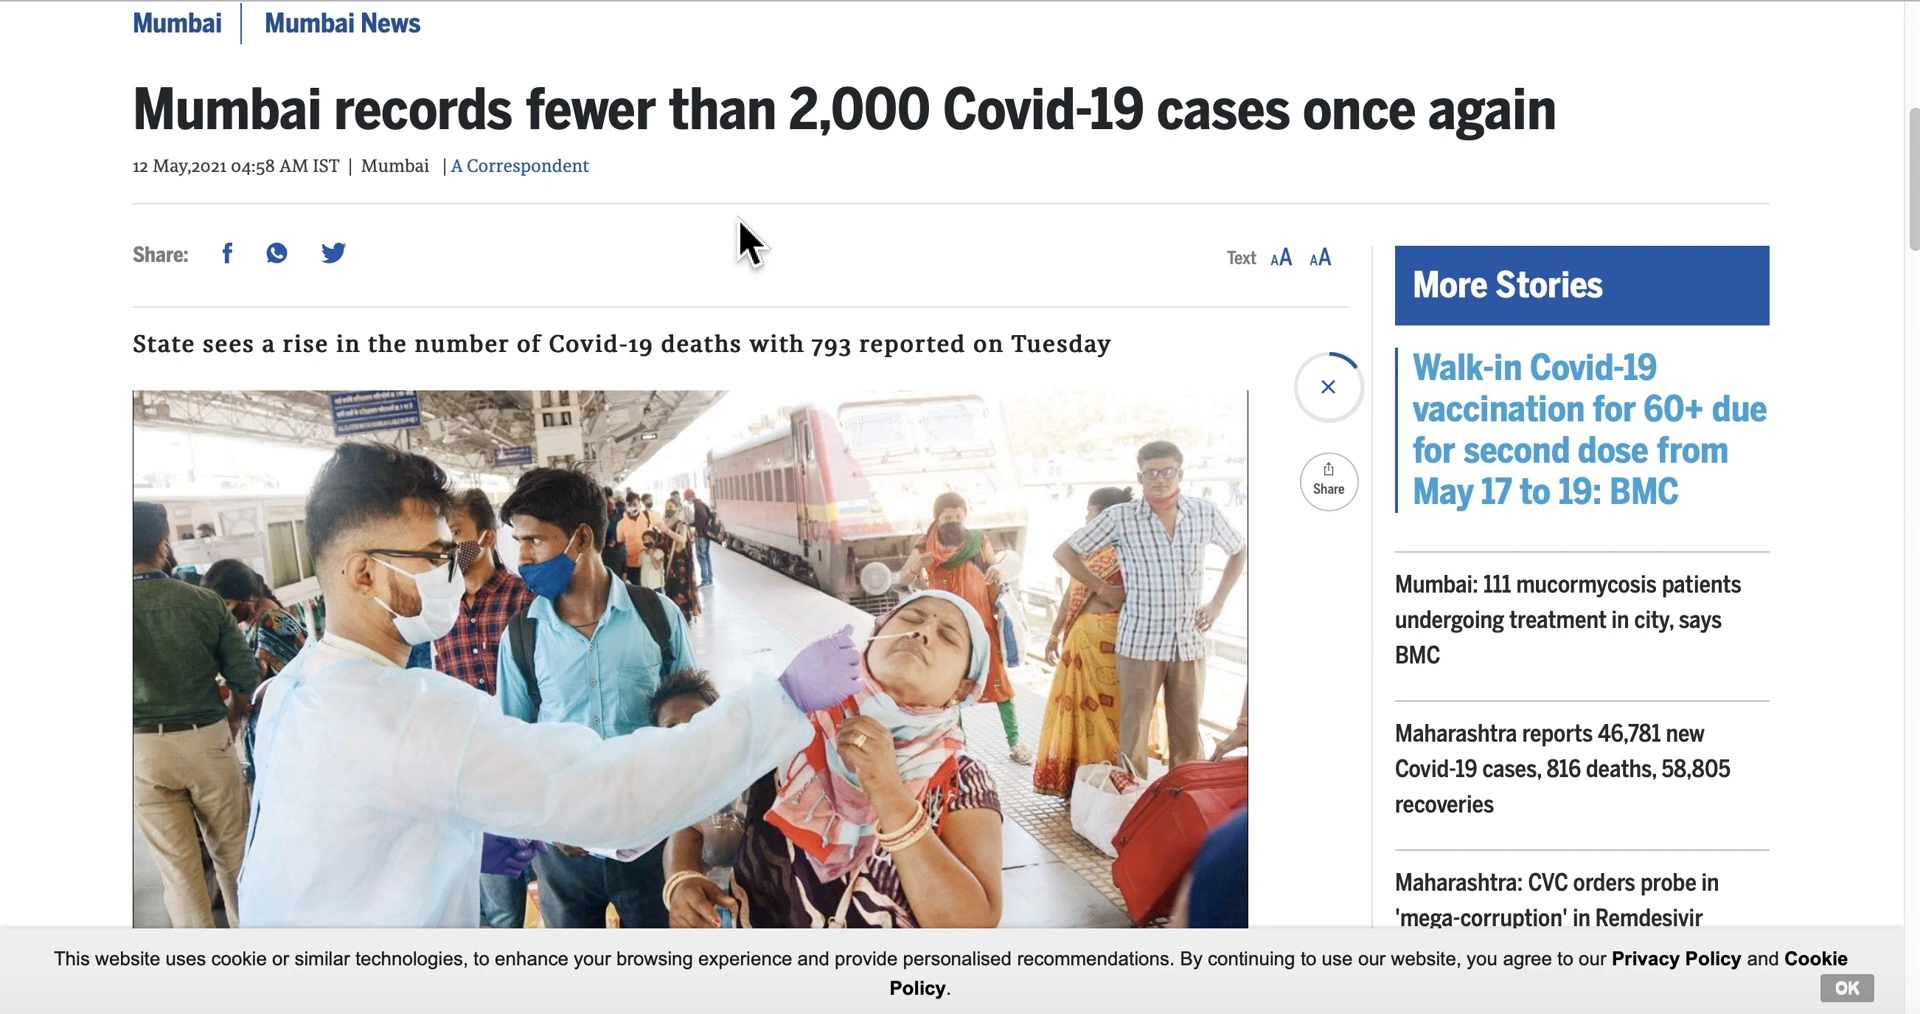 Mumbai | Mumbai News
Mumbai records fewer than 2,000 Covid-19 cases once again
12 May,2021 04:58 AM IST | Mumbai | A Correspondent
Share:
Text AA AA
State sees a rise in the number of Covid-19 deaths with 793 reported on Tuesday
Share
More Stories
Walk-in Covid-19
vaccination for 60+ due
for second dose from
May 17 to 19: BMC
Mumbai: 111 mucormycosis patients
undergoing treatment in city, says
BMC
Maharashtra reports 46,781 new
Covid-19 cases, 816 deaths, 58,805
recoveries
Maharashtra: CVC orders probe in
'mega-corruption' in Remdesivir
This website uses cookie or similar technologies, to enhance your browsing experience and provide personalised recommendations. By continuing to use our website, you agree to our Privacy Policy and Cookie
Policy.
OK